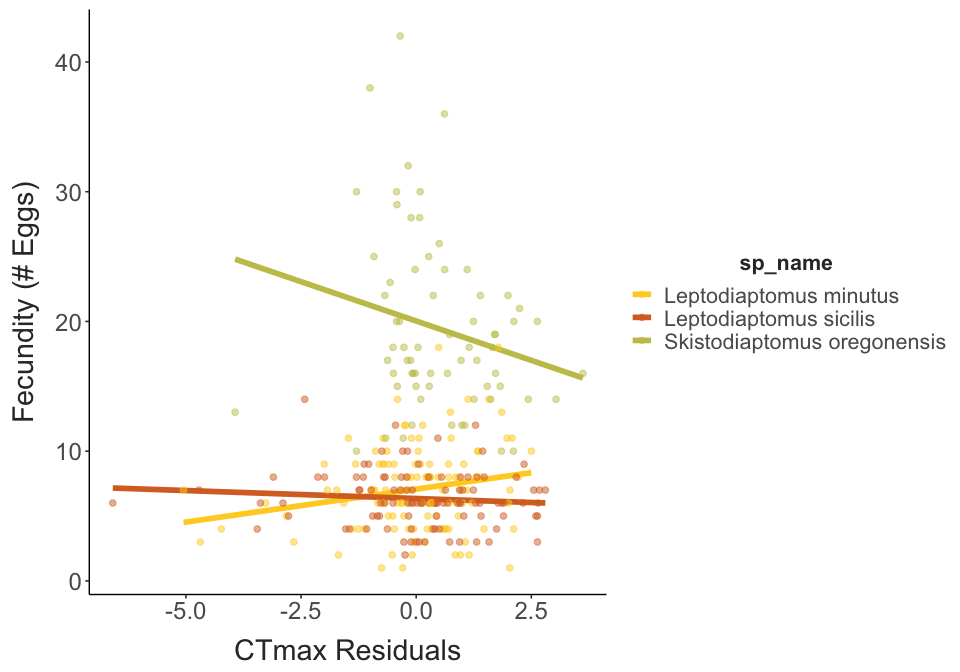 40
30
20
10
0
Fecundity (# Eggs)
-5.0 -2.5 0.0 2.5
CTmax Residuals
sp_name
Leptodiaptomus minutus
Leptodiaptomus sicilis
Skistodiaptomus oregonensis